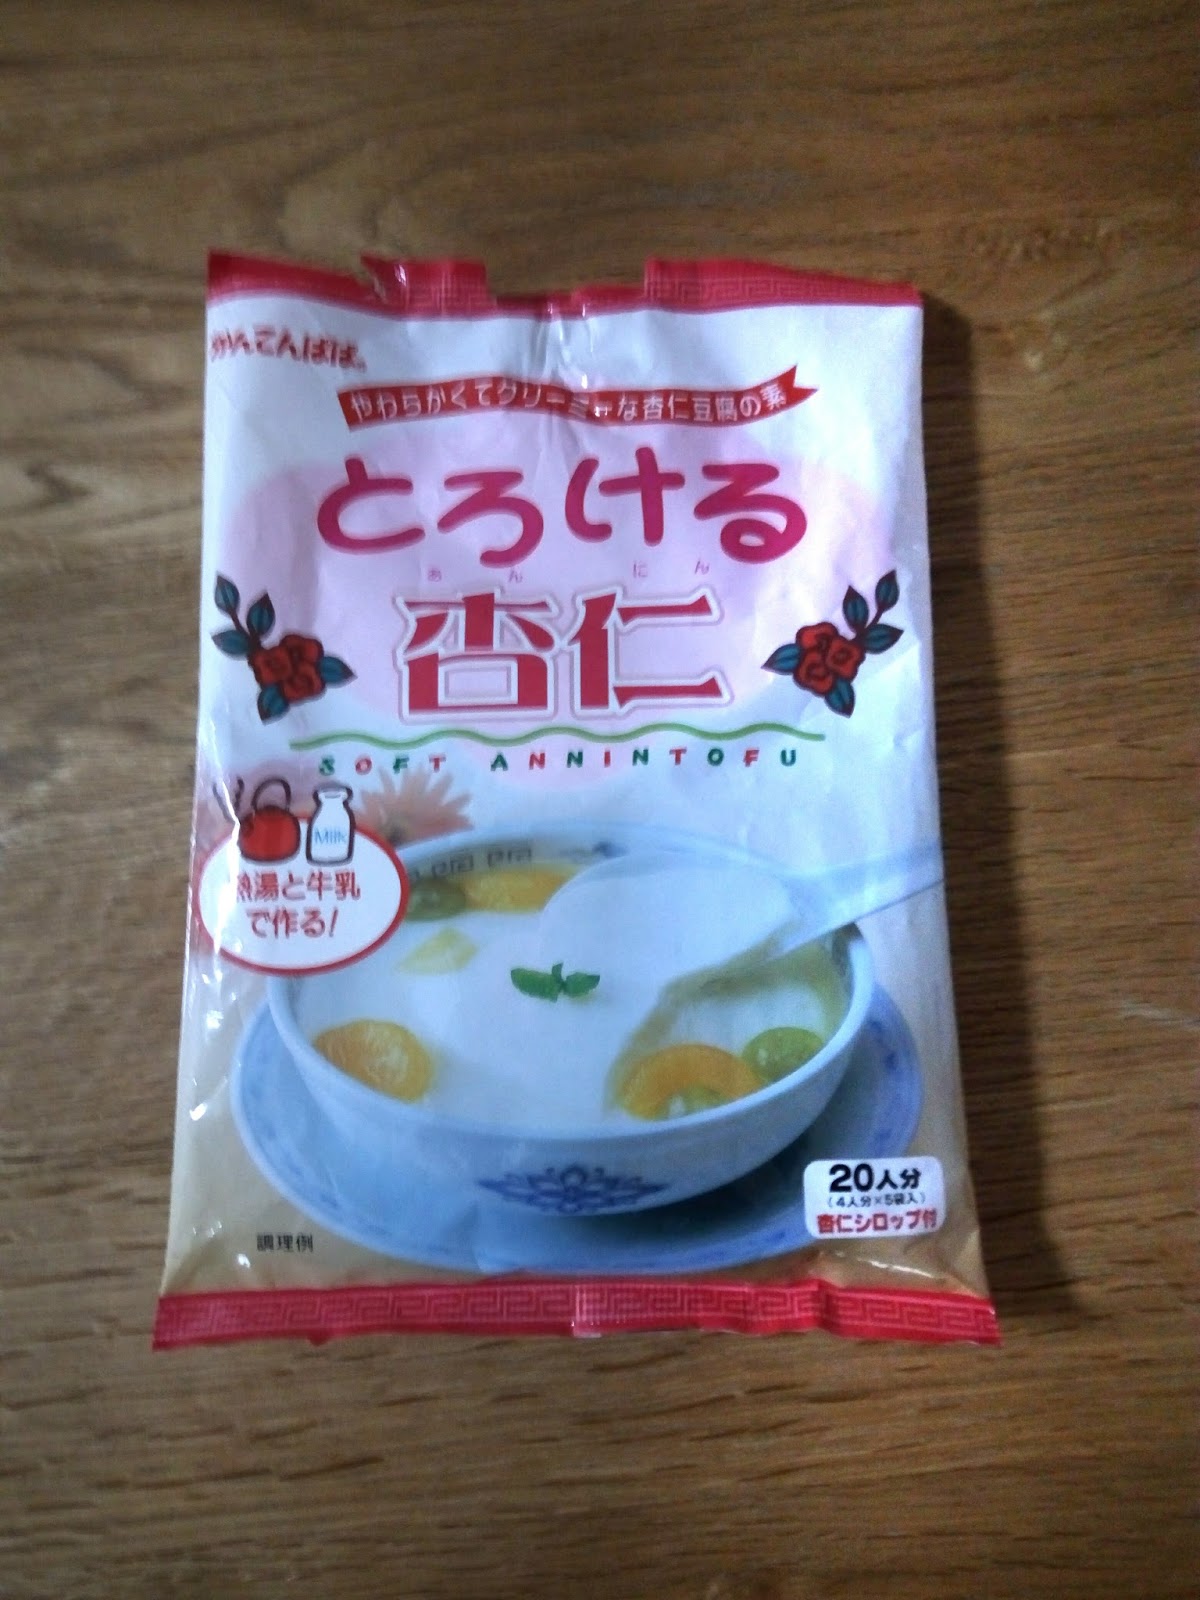 かんてんぱぱ®
やわらかくてクリーミーな杏仁豆腐の素
とろける
あんにん
杏仁
SOFT ANNINTOFU
Milk
熱湯と牛乳
で作る!
20人分
(4人分×5袋入)
杏仁シロップ付
調理例